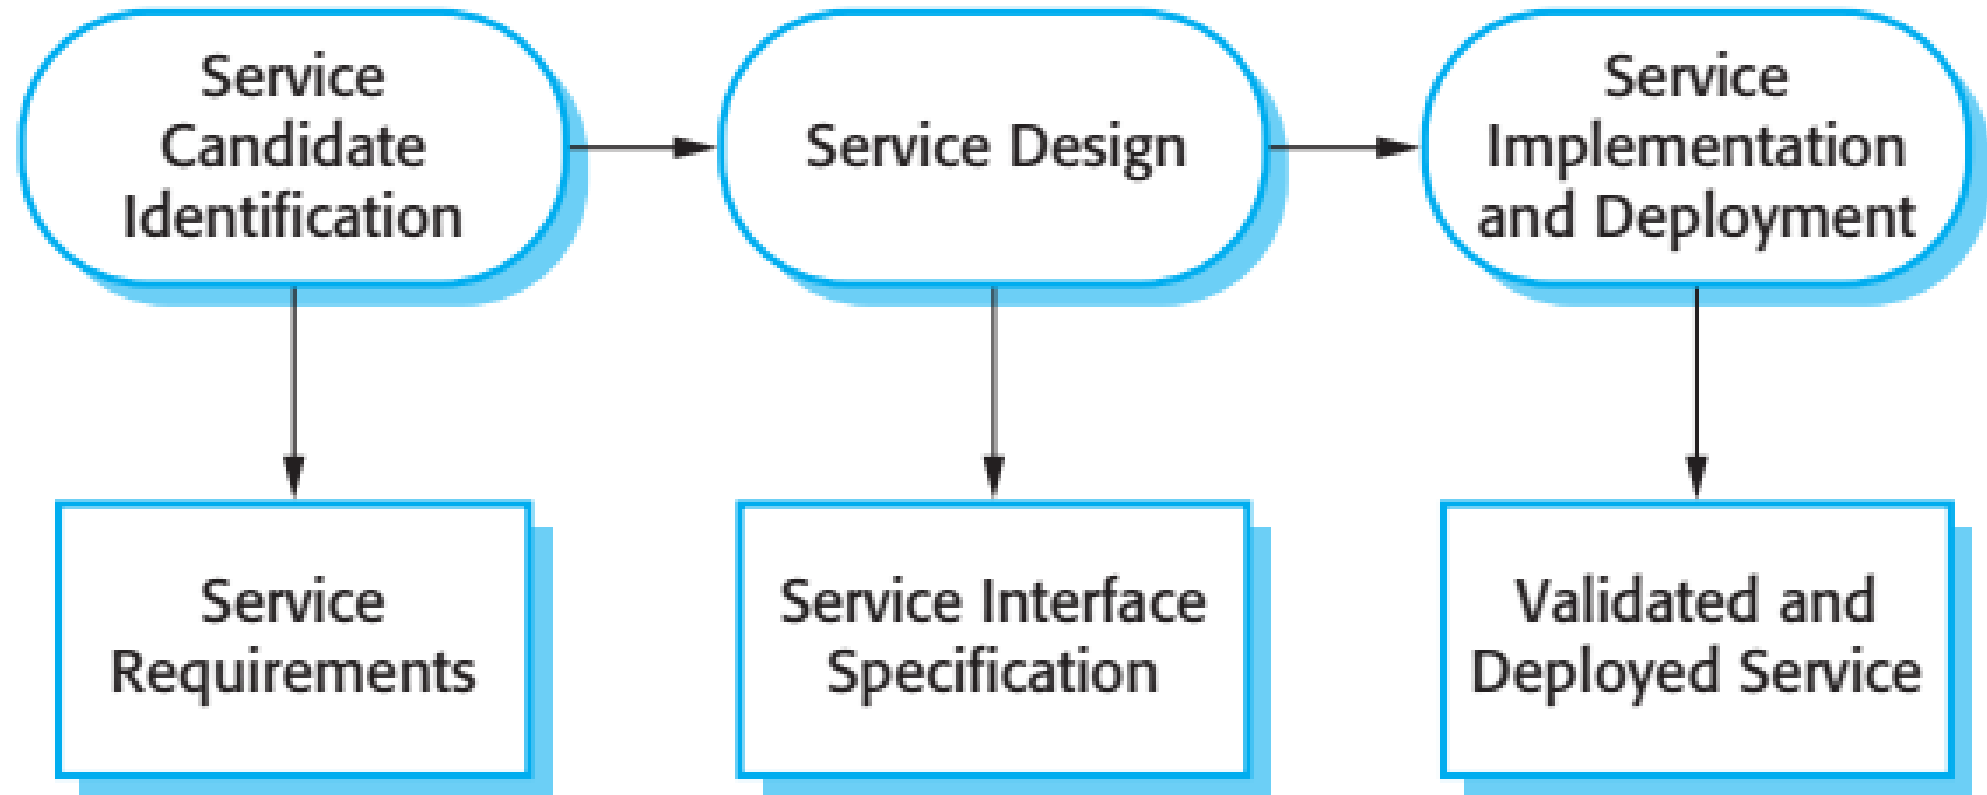 Service
Candidate
Identification
Service Design
Service
Implementation
and Deployment
Service
Requirements
Service Interface
Specification
Validated and
Deployed Service